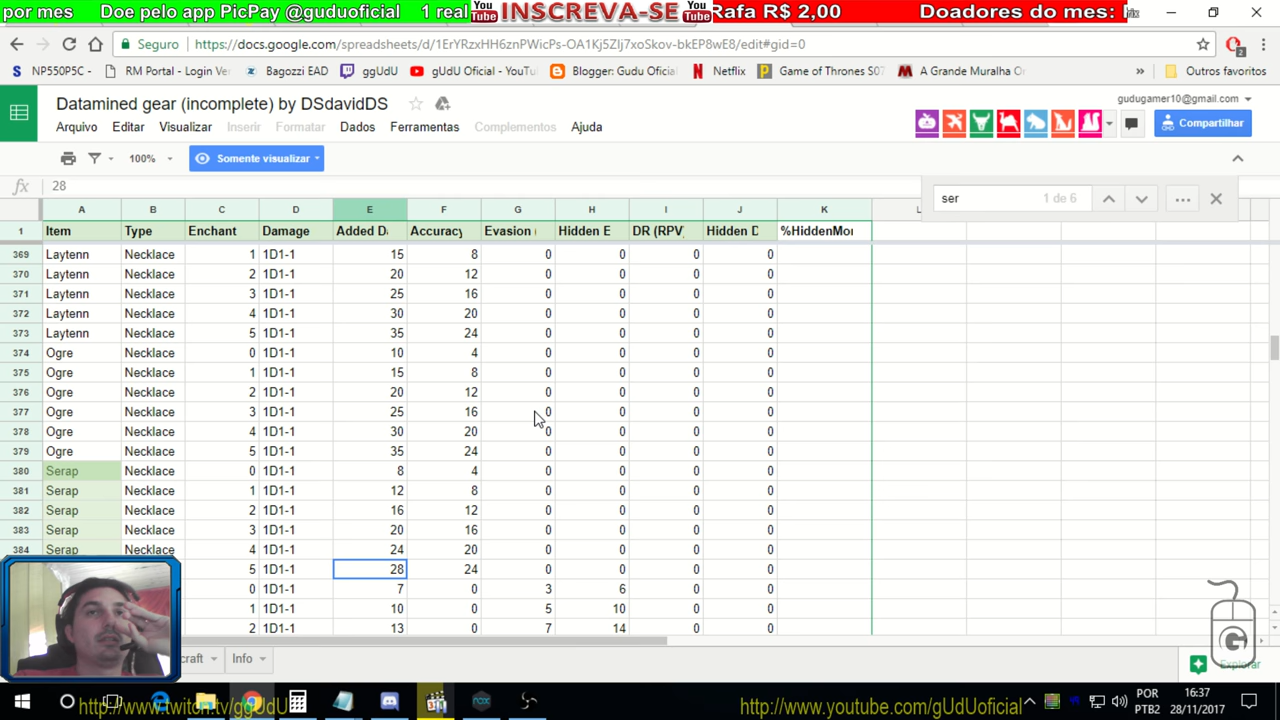 por mes Doe pelo app PicPay @guduoficial 1 real You Tube INSCREVA-SE You Tube Rafa R$ 2,00 Doadores do mes:
Seguro https://docs.google.com/spreadsheets/d/1ErYRzxHH6znPWicPs-OA1Kj5ZIj7xoSkov-bkEP8wE8/edit#gid=0
NP550P5C - RM Portal - Login Ver Bagozzi EAD ggUdU gUdU Oficial - YouTu Blogger: Gudu Oficial Netflix Game of Thrones S07 A Grande Muralha On » Outros favoritos
gudugamer10@gmail.com
Datamined gear (incomplete) by DSdavidDS
Arquivo Editar Visualizar Inserir Formatar Dados Ferramentas Complementos Ajuda Compartilhar
100% Somente visualizar
fx 28
ser 1 de 6
A B C D E F G H I J K L
1 Item Type Enchant Damage Added Da Accuracy Evasion ( Hidden E DR (RPV) Hidden D %HiddenMon
369 Laytenn Necklace 1 1D1-1 15 8 0 0 0 0
370 Laytenn Necklace 2 1D1-1 20 12 0 0 0 0
371 Laytenn Necklace 3 1D1-1 25 16 0 0 0 0
372 Laytenn Necklace 4 1D1-1 30 20 0 0 0 0
373 Laytenn Necklace 5 1D1-1 35 24 0 0 0 0
374 Ogre Necklace 0 1D1-1 10 4 0 0 0 0
375 Ogre Necklace 1 1D1-1 15 8 0 0 0 0
376 Ogre Necklace 2 1D1-1 20 12 0 0 0 0
377 Ogre Necklace 3 1D1-1 25 16 0 0 0 0
378 Ogre Necklace 4 1D1-1 30 20 0 0 0 0
379 Ogre Necklace 5 1D1-1 35 24 0 0 0 0
380 Serap Necklace 0 1D1-1 8 4 0 0 0 0
381 Serap Necklace 1 1D1-1 12 8 0 0 0 0
382 Serap Necklace 2 1D1-1 16 12 0 0 0 0
383 Serap Necklace 3 1D1-1 20 16 0 0 0 0
384 Serap Necklace 4 1D1-1 24 20 0 0 0 0
5 1D1-1 28 24 0 0 0 0
0 1D1-1 7 0 3 6 0 0
1 1D1-1 10 0 5 10 0 0
2 1D1-1 13 0 7 14 0 0
craft Info Explorar
http://www.twitch.tv/ggUdU http://www.youtube.com/gUdUoficial
POR 16:37
PTB2 28/11/2017